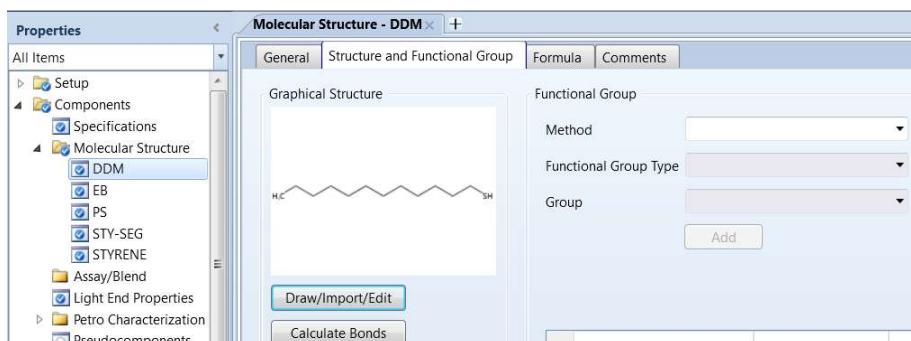 Properties
All Items
Setup
Components
Specifications
Molecular Structure
DDM
EB
PS
STY-SEG
STYRENE
Assay/Blend
Light End Properties
Petro Characterization
Pseudocomponents
Molecular Structure - DDM
General
Structure and Functional Group
Formula
Comments
Graphical Structure
H₃C
SH
Draw/Import/Edit
Calculate Bonds
Functional Group
Method
Functional Group Type
Group
Add